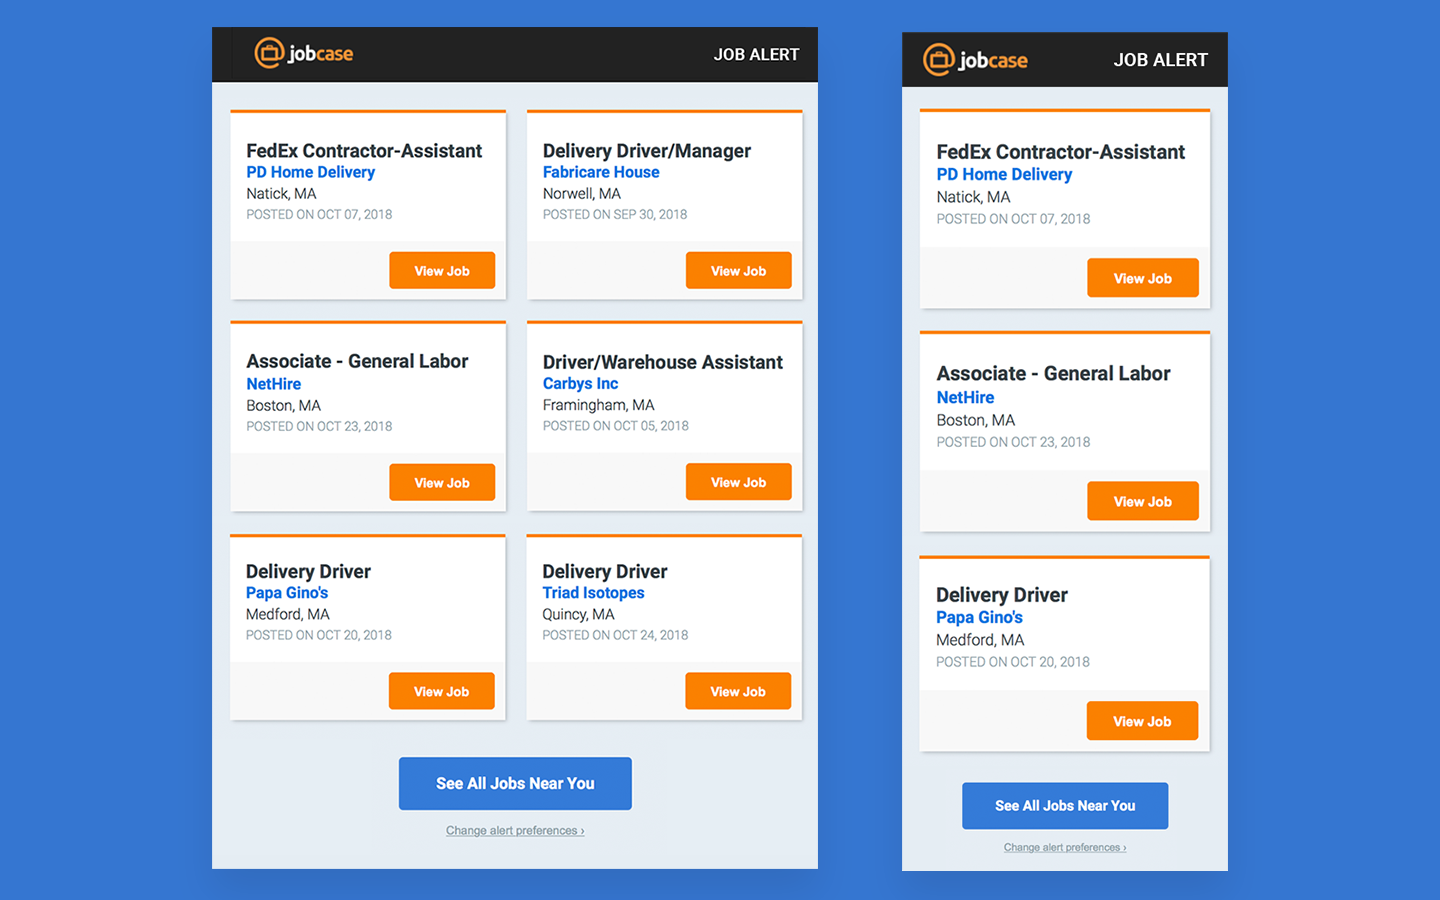 jobcase
JOB ALERT
FedEx Contractor-Assistant
PD Home Delivery
Natick, MA
POSTED ON OCT 07, 2018
View Job
Delivery Driver/Manager
Fabricare House
Norwell, MA
POSTED ON SEP 30, 2018
View Job
Associate - General Labor
NetHire
Boston, MA
POSTED ON OCT 23, 2018
View Job
Driver/Warehouse Assistant
Carbys Inc
Framingham, MA
POSTED ON OCT 05, 2018
View Job
Delivery Driver
Papa Gino's
Medford, MA
POSTED ON OCT 20, 2018
View Job
Delivery Driver
Triad Isotopes
Quincy, MA
POSTED ON OCT 24, 2018
View Job
See All Jobs Near You
Change alert preferences ›
jobcase
JOB ALERT
FedEx Contractor-Assistant
PD Home Delivery
Natick, MA
POSTED ON OCT 07, 2018
View Job
Associate - General Labor
NetHire
Boston, MA
POSTED ON OCT 23, 2018
View Job
Delivery Driver
Papa Gino's
Medford, MA
POSTED ON OCT 20, 2018
View Job
See All Jobs Near You
Change alert preferences ›